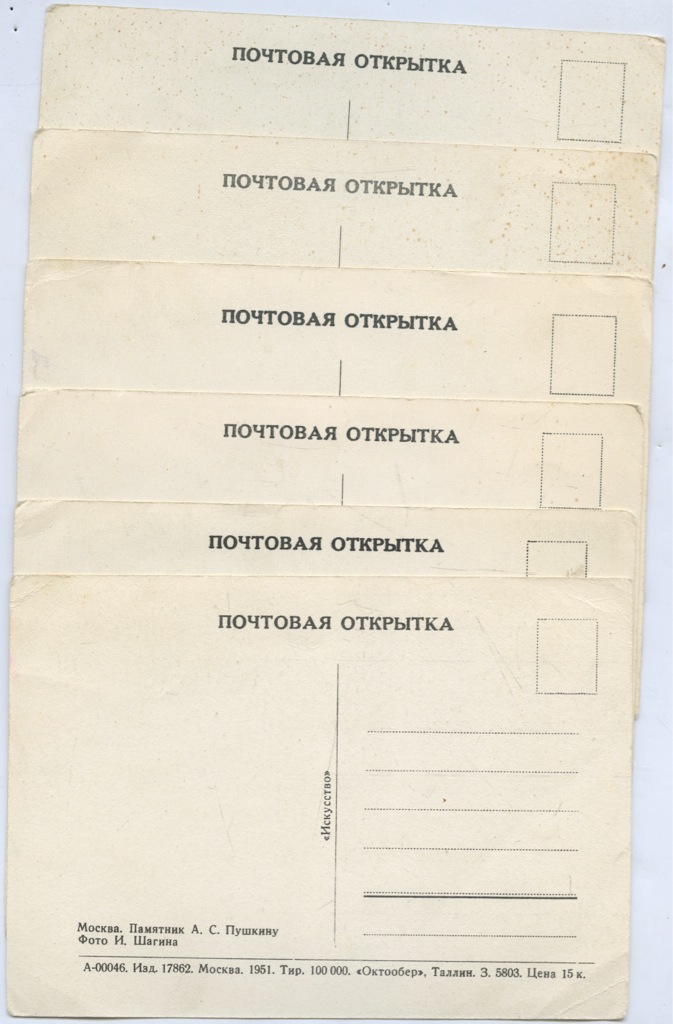 ПОЧТОВАЯ ОТКРЫТКА
ПОЧТОВАЯ ОТКРЫТКА
ПОЧТОВАЯ ОТКРЫТКА
ПОЧТОВАЯ ОТКРЫТКА
ПОЧТОВАЯ ОТКРЫТКА
ПОЧТОВАЯ ОТКРЫТКА
«Искусство»
Москва. Памятник А. С. Пушкину
Фото И. Шагина
А-00046. Изд. 17862. Москва. 1951. Тир. 100 000. «Октообер», Таллин. З. 5803. Цена 15 к.